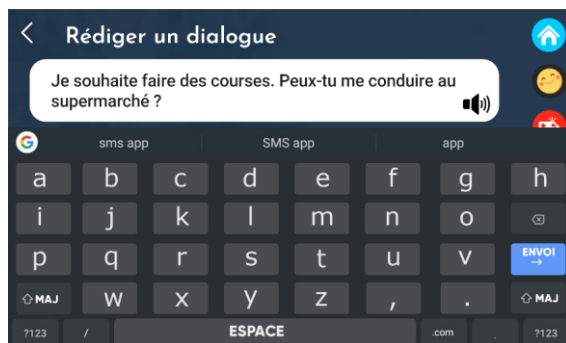 Rédiger un dialogue
Je souhaite faire des courses. Peux-tu me conduire au
supermarché ?
G sms app SMS app app
a b c d e f g h
i j k l m n o
p q r s t u v ENVOI
MAJ w x y z , . MAJ
?123 / ESPACE .com . ?123